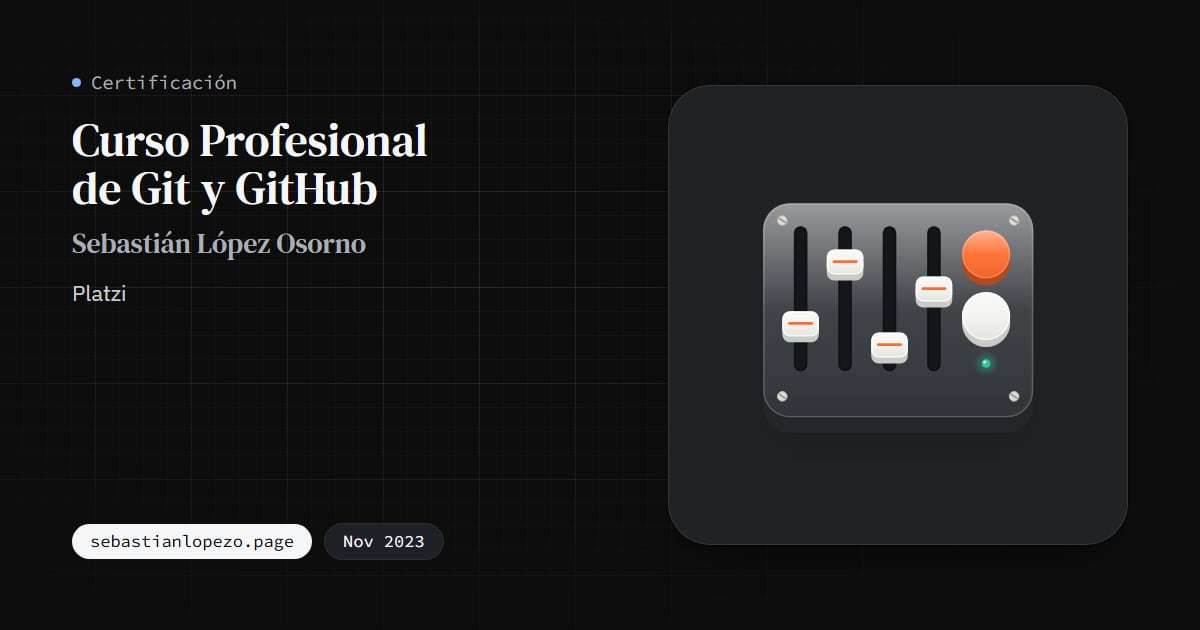 Certificación
Curso Profesional
de Git y GitHub
Sebastián López Osorno
Platzi
sebastianlopezo.page
Nov 2023